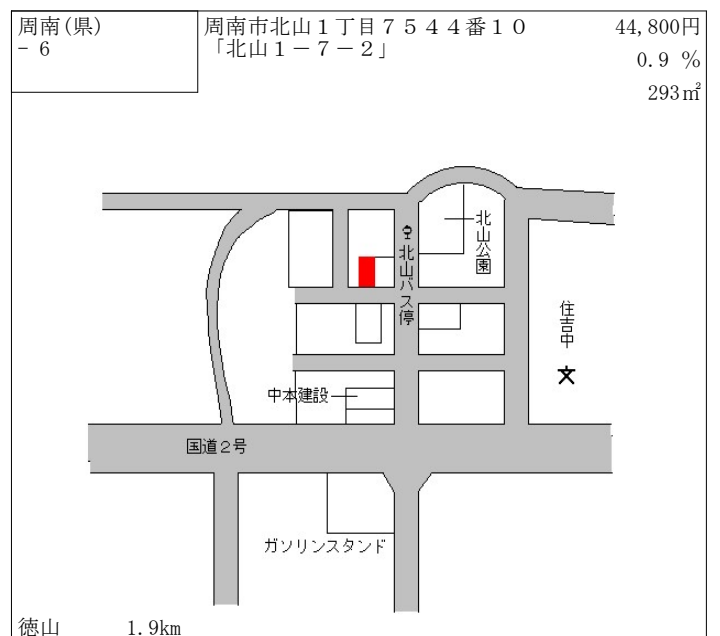 周南(県)
－6
周南市北山１丁目７５４４番１０
「北山１－７－２」
44,800円
0.9 %
293㎡
北山公園
北山バス停
住吉中
中本建設
国道２号
ガソリンスタンド
徳山 1.9km